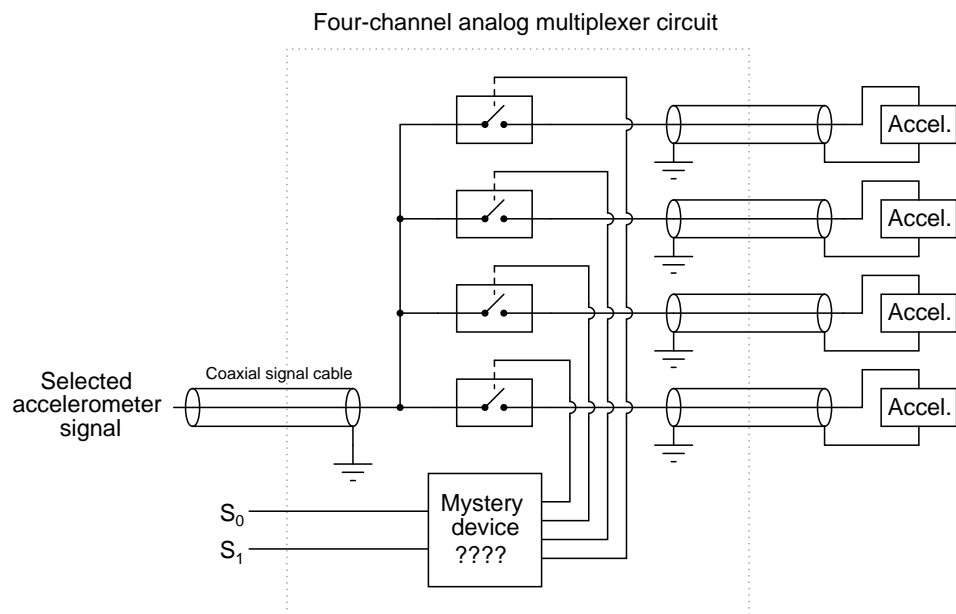 Four-channel analog multiplexer circuit
Accel.
Accel.
Accel.
Accel.
Coaxial signal cable
Selected
accelerometer
signal
S0
S1
Mystery
device
????